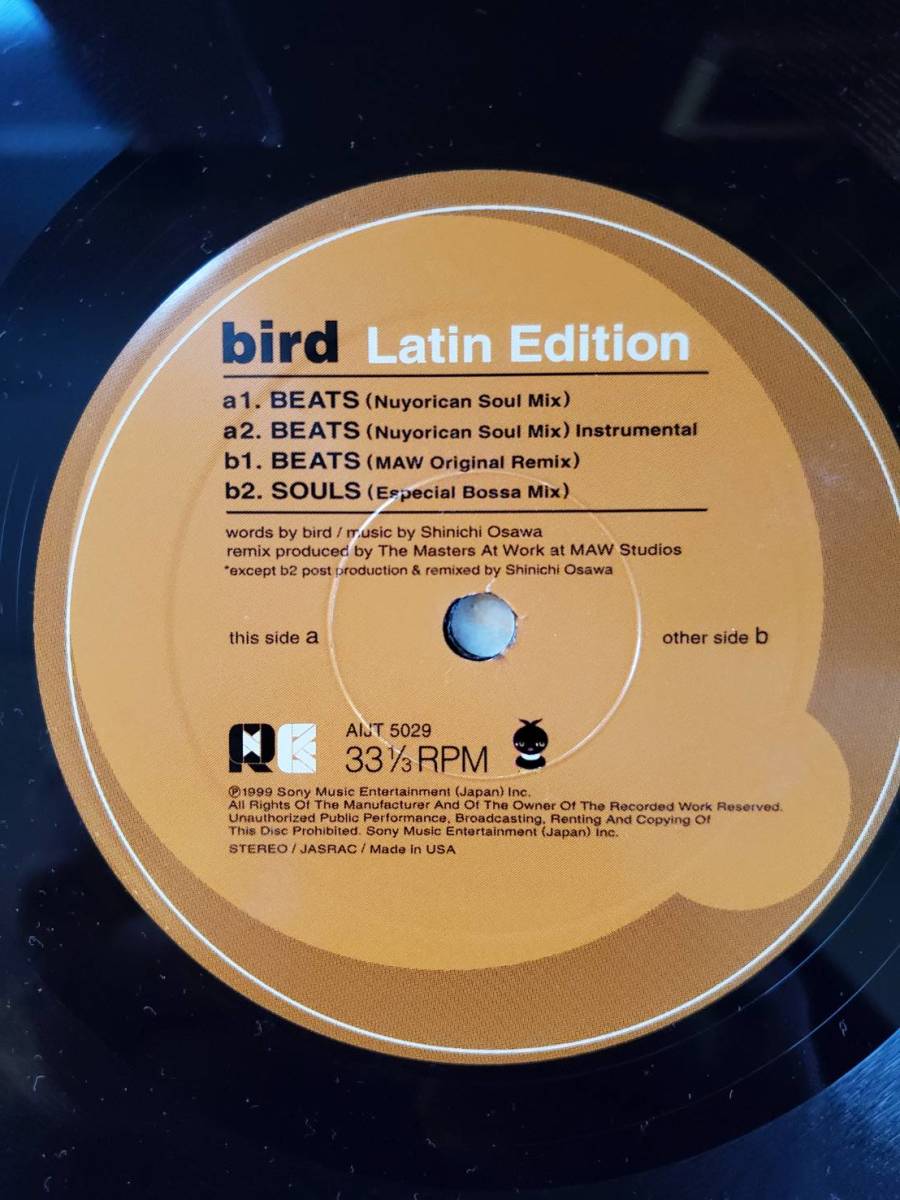 bird Latin Edition
a1. BEATS (Nuyorican Soul Mix)
a2. BEATS (Nuyorican Soul Mix) Instrumental
b1. BEATS (MAW Original Remix)
b2. SOULS (Especial Bossa Mix)
words by bird / music by Shinichi Osawa
remix produced by The Masters At Work at MAW Studios
*except b2 post production & remixed by Shinichi Osawa
this side a other side b
AIJT 5029
33 1/3 RPM
℗1999 Sony Music Entertainment (Japan) Inc.
All Rights Of The Manufacturer And Of The Owner Of The Recorded Work Reserved.
Unauthorized Public Performance, Broadcasting, Renting And Copying Of
This Disc Prohibited. Sony Music Entertainment (Japan) Inc.
STEREO / JASRAC / Made in USA